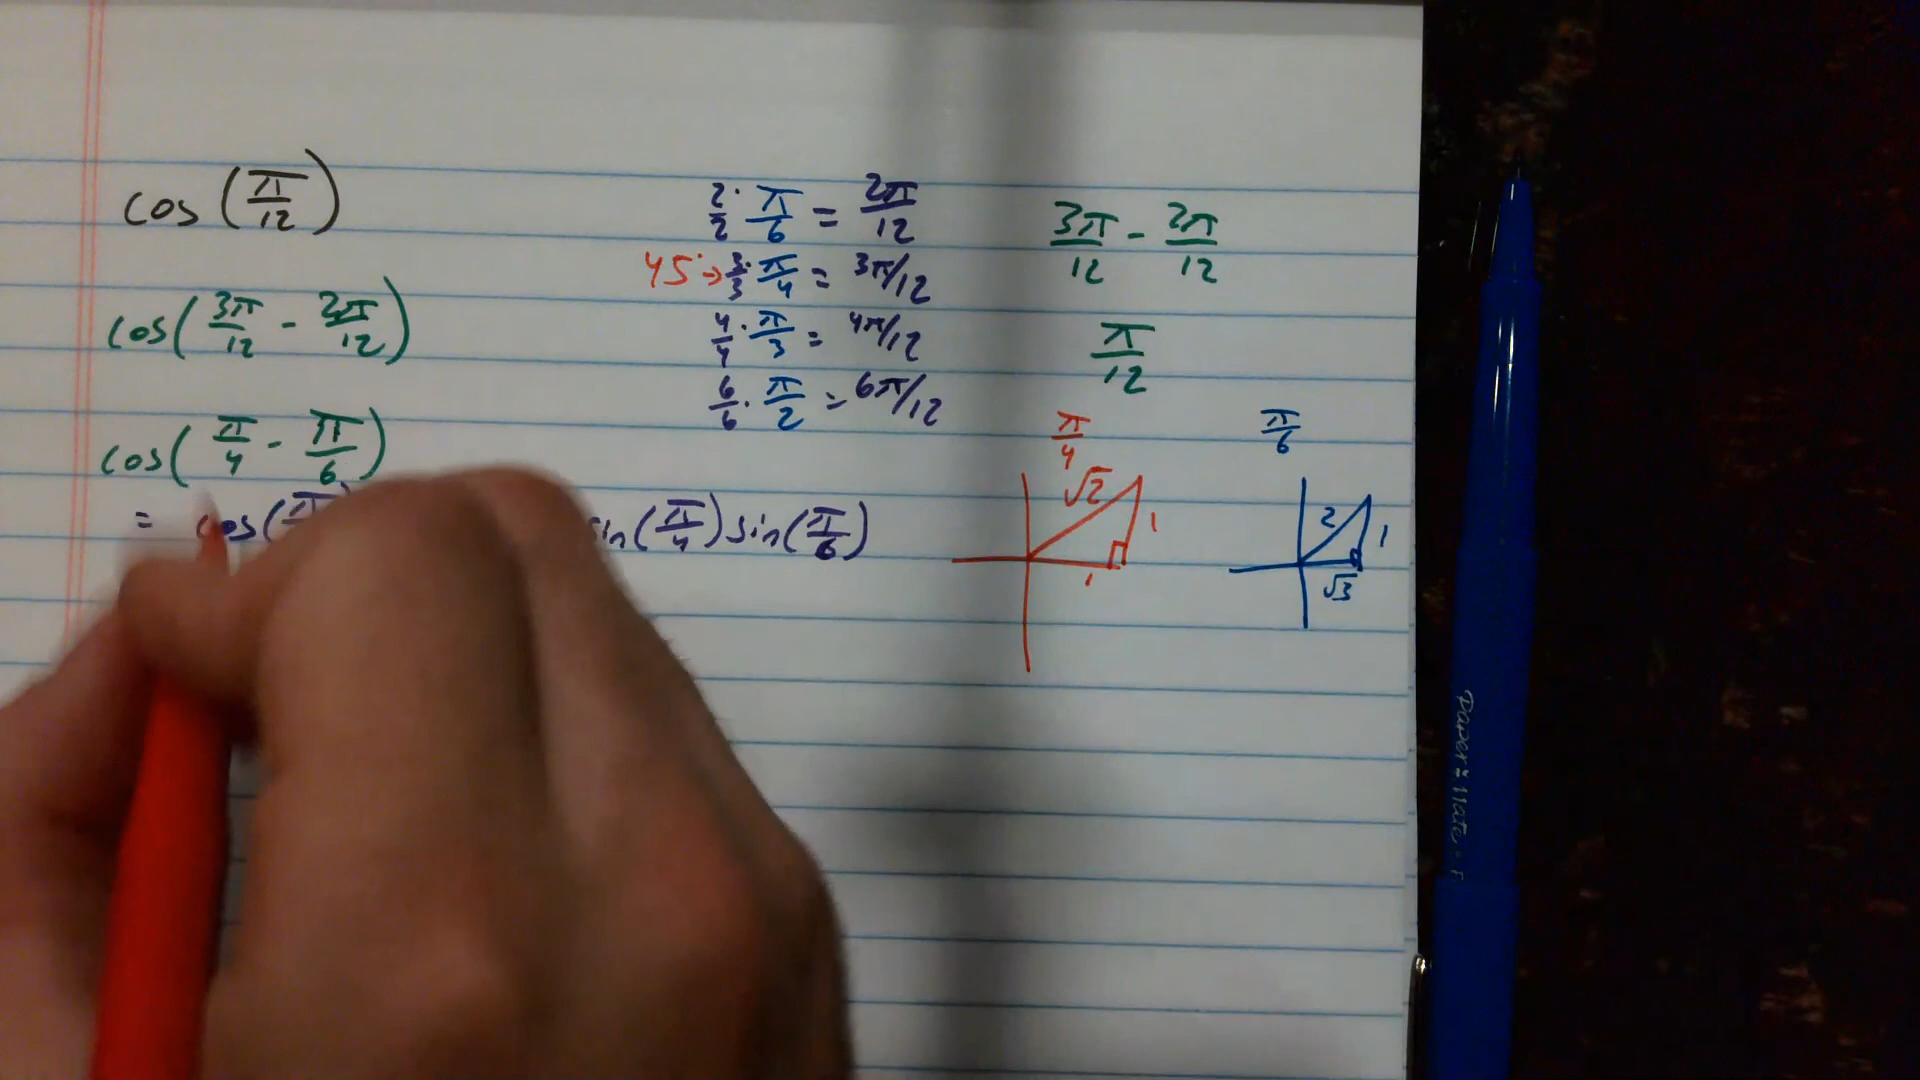 cos(π/12)
cos(3π/12 - 2π/12)
cos(π/4 - π/6)
= cos(π sin(π/4)sin(π/6)
2/2 · π/6 = 2π/12
45° → 3/3 · π/4 = 3π/12
4/4 · π/3 = 4π/12
6/6 · π/2 = 6π/12
3π/12 - 2π/12
π/12
π/4
√2
1
1
π/6
2
1
√3
Paper Mate